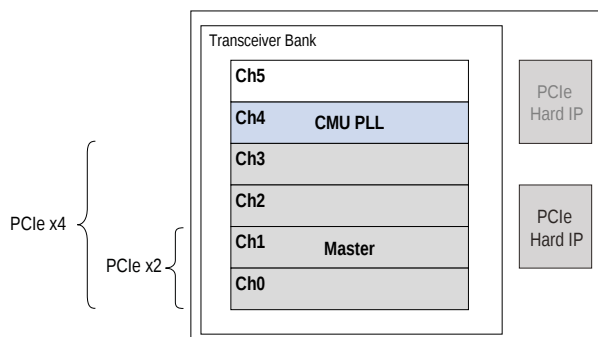 Transceiver Bank
Ch5
Ch4 CMU PLL
Ch3
Ch2
Ch1 Master
Ch0
PCIe x4
PCIe x2
PCIe
Hard IP
PCIe
Hard IP